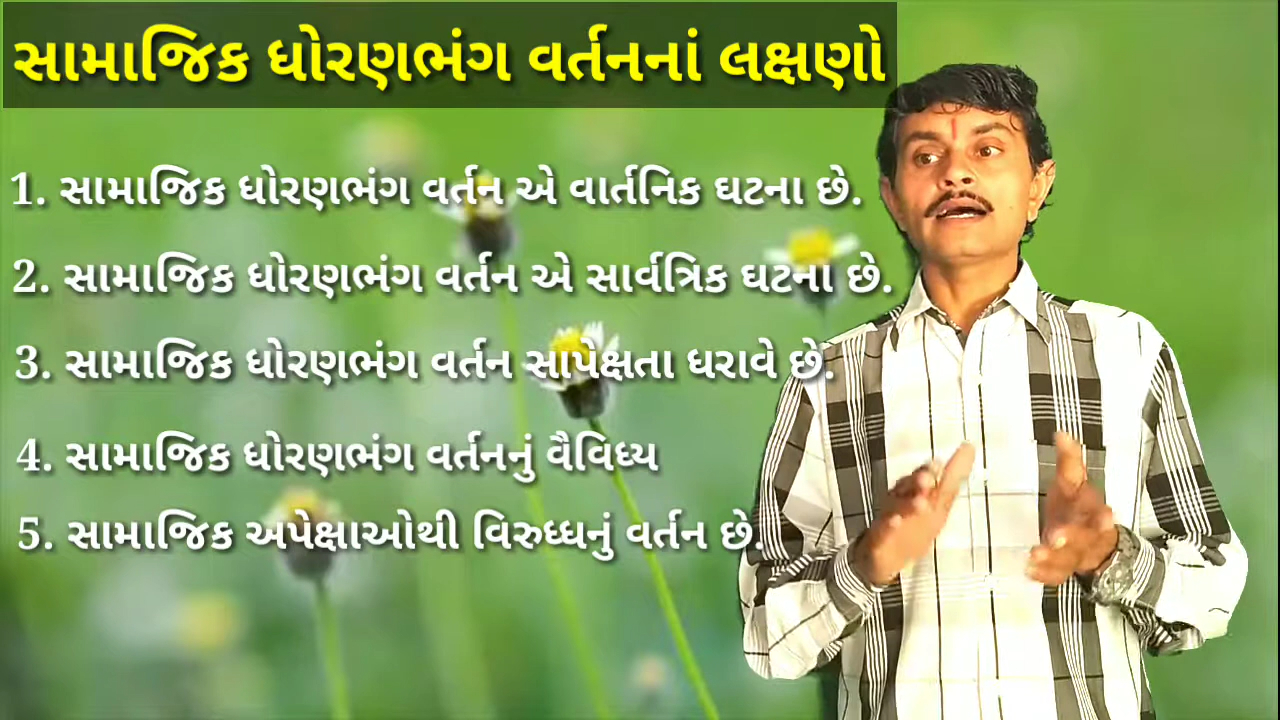 સામાજિક ધોરણભંગ વર્તનનાં લક્ષણો
1. સામાજિક ધોરણભંગ વર્તન એ વાર્તનિક ઘટના છે.
2. સામાજિક ધોરણભંગ વર્તન એ સાર્વત્રિક ઘટના છે.
3. સામાજિક ધોરણભંગ વર્તન સાપેક્ષતા ધરાવે છે.
4. સામાજિક ધોરણભંગ વર્તનનું વૈવિધ્ય
5. સામાજિક અપેક્ષાઓથી વિરુધ્ધનું વર્તન છે.